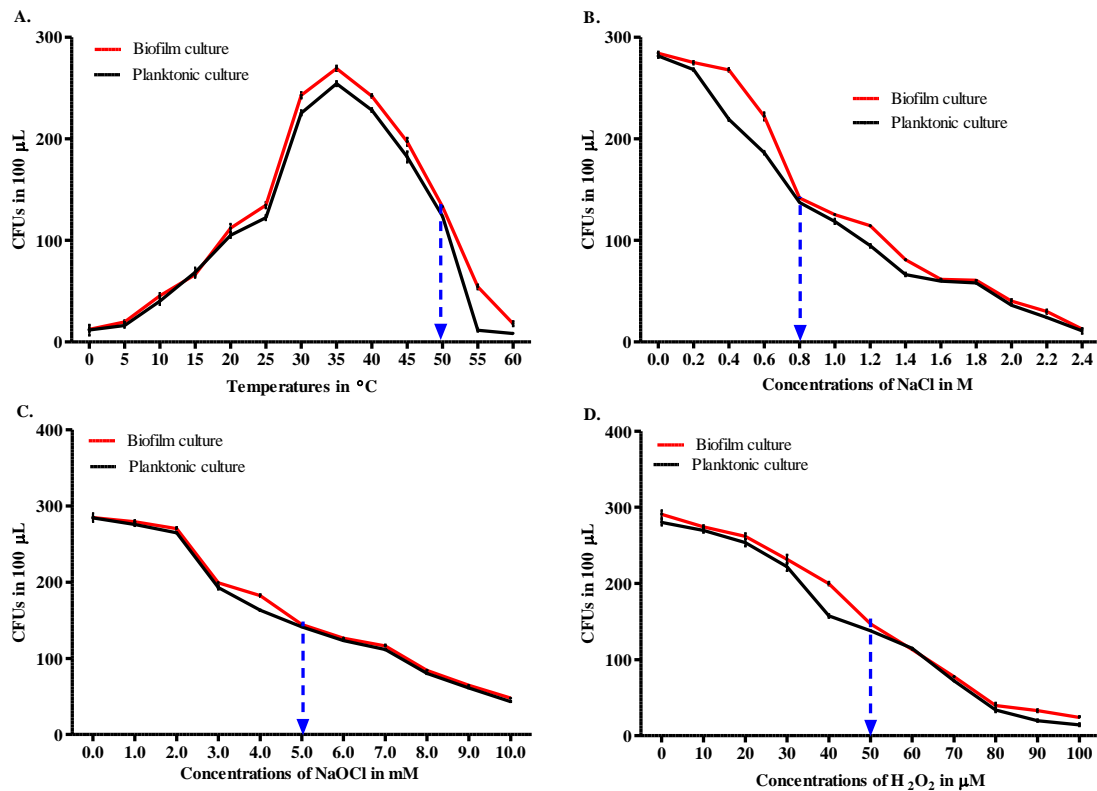 A.
300
200
100
0
CFUs in 100 µL
Biofilm culture
Planktonic culture
0 5 10 15 20 25 30 35 40 45 50 55 60
Temperatures in °C
B.
300
200
100
0
CFUs in 100 µL
Biofilm culture
Planktonic culture
0.0 0.2 0.4 0.6 0.8 1.0 1.2 1.4 1.6 1.8 2.0 2.2 2.4
Concentrations of NaCl in M
C.
400
300
200
100
0
CFUs in 100 µL
Biofilm culture
Planktonic culture
0.0 1.0 2.0 3.0 4.0 5.0 6.0 7.0 8.0 9.0 10.0
Concentrations of NaOCl in mM
D.
400
300
200
100
0
CFUs in 100 µL
Biofilm culture
Planktonic culture
0 10 20 30 40 50 60 70 80 90 100
Concentrations of H₂O₂ in µM